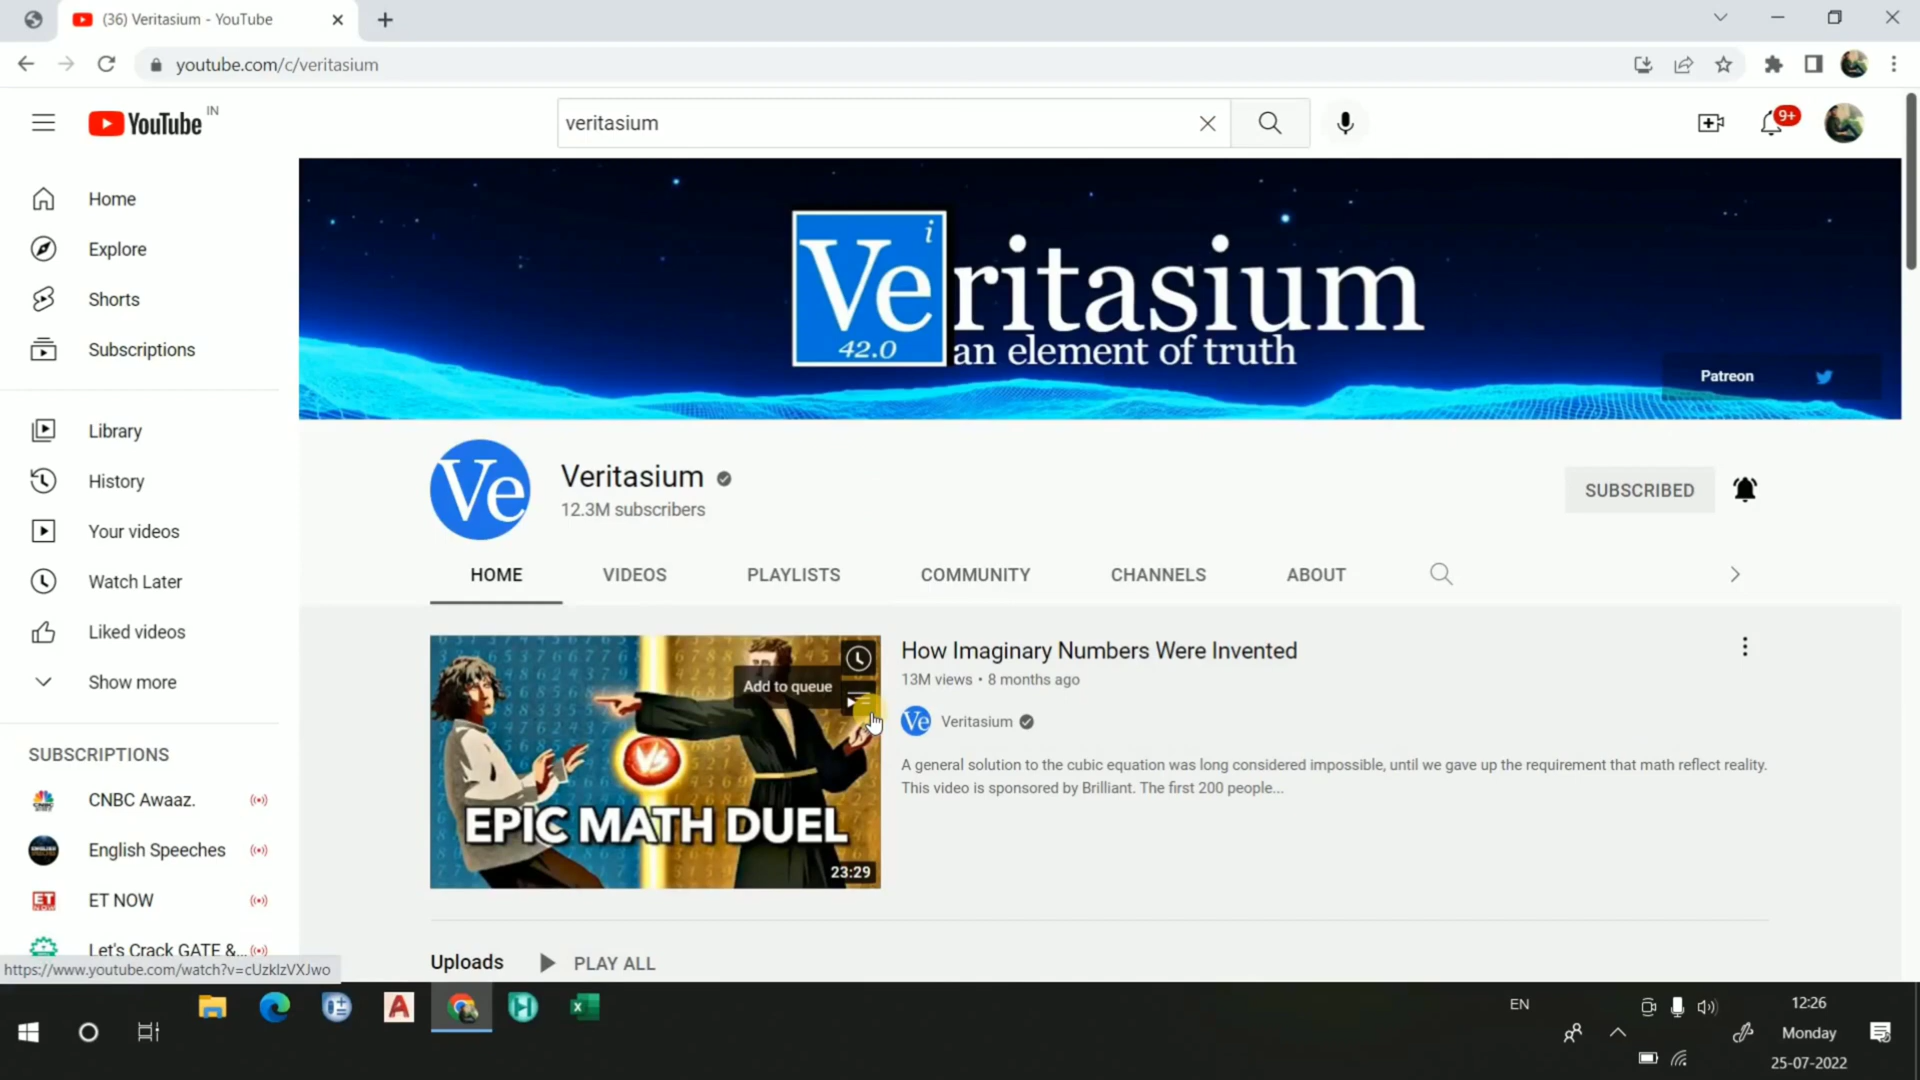 (36) Veritasium - YouTube
youtube.com/c/veritasium
YouTube IN
veritasium
9+
Home
Explore
Shorts
Subscriptions
Library
History
Your videos
Watch Later
Liked videos
Show more
SUBSCRIPTIONS
CNBC Awaaz.
English Speeches
ET NOW
Let's Crack GATE &...
https://www.youtube.com/watch?v=cUzklzVXJwo
Veritasium
i
42.0
an element of truth
Patreon
Ve
Veritasium
12.3M subscribers
SUBSCRIBED
HOME
VIDEOS
PLAYLISTS
COMMUNITY
CHANNELS
ABOUT
Add to queue
VS
EPIC MATH DUEL
23:29
How Imaginary Numbers Were Invented
13M views • 8 months ago
Ve Veritasium
A general solution to the cubic equation was long considered impossible, until we gave up the requirement that math reflect reality.
This video is sponsored by Brilliant. The first 200 people...
Uploads
PLAY ALL
EN
12:26
Monday
25-07-2022